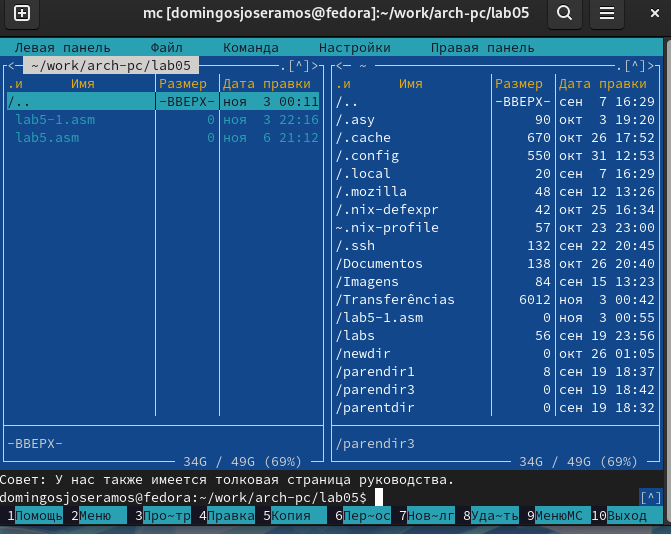 mc [domingosjoseramos@fedora]:~/work/arch-pc/lab05
Левая панель Файл Команда Настройки Правая панель
<─ ~/work/arch-pc/lab05 .[^]>
.и Имя Размер Дата правки
/.. -ВВЕРХ- ноя 3 00:11
lab5-1.asm 0 ноя 3 22:16
lab5.asm 0 ноя 6 21:12
-ВВЕРХ-
34G / 49G (69%)
<─ ~ .[^]>
.и Имя Размер Дата правки
/.. -ВВЕРХ- сен 7 16:29
/.asy 90 окт 3 19:20
/.cache 670 окт 26 17:52
/.config 550 окт 31 12:53
/.local 20 сен 7 16:29
/.mozilla 48 сен 12 13:26
/.nix-defexpr 42 окт 25 16:34
~.nix-profile 57 окт 23 23:00
/.ssh 132 сен 22 20:45
/Documentos 138 окт 26 20:40
/Imagens 84 сен 15 13:23
/Transferências 6012 ноя 3 00:42
/lab5-1.asm 0 ноя 3 00:55
/labs 56 сен 19 23:56
/newdir 0 окт 26 01:05
/parendir1 8 сен 19 18:37
/parendir3 0 сен 19 18:42
/parentdir 0 сен 19 18:32
/parendir3
34G / 49G (69%)
Совет: У нас также имеется толковая страница руководства.
domingosjoseramos@fedora:~/work/arch-pc/lab05$ [^]
1Помощь 2Меню 3Про~тр 4Правка 5Копия 6Пер~ос 7Нов~лг 8Уда~ть 9МенюMC 10Выход